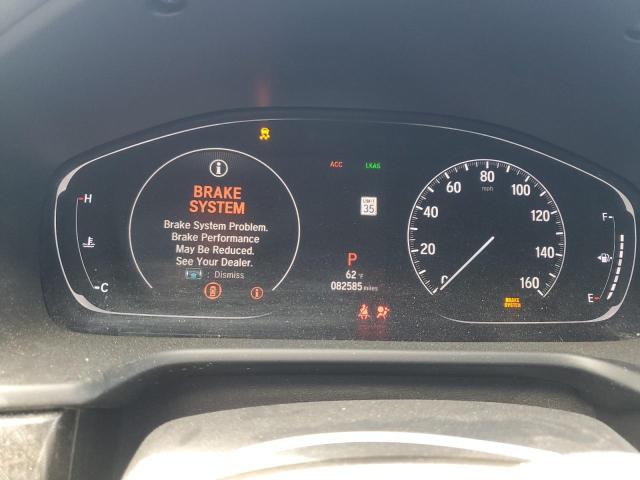 ACC LKAS
H
i
BRAKE
SYSTEM
Brake System Problem.
Brake Performance
May Be Reduced.
See Your Dealer.
: Dismiss
i
C
LIMIT
35
P
62 °F
082585 miles
0
20
40
60
80
100
120
140
160
mph
BRAKE
SYSTEM
F
E